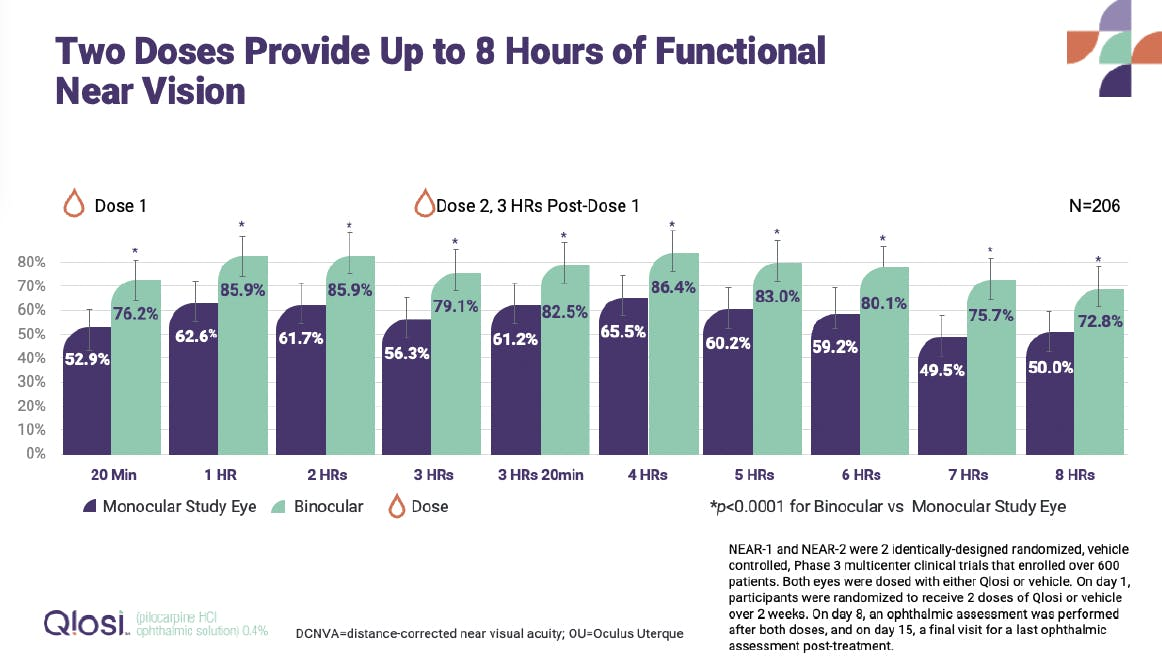 Two Doses Provide Up to 8 Hours of Functional
Near Vision
Dose 1
Dose 2, 3 HRs Post-Dose 1
N=206
* * * * * * * * * *
80%
70%
60%
50%
40%
30%
20%
10%
0%
52.9% 76.2%
62.6% 85.9%
61.7% 85.9%
56.3% 79.1%
61.2% 82.5%
65.5% 86.4%
60.2% 83.0%
59.2% 80.1%
49.5% 75.7%
50.0% 72.8%
20 Min 1 HR 2 HRs 3 HRs 3 HRs 20min 4 HRs 5 HRs 6 HRs 7 HRs 8 HRs
Monocular Study Eye Binocular Dose
*p<0.0001 for Binocular vs Monocular Study Eye
NEAR-1 and NEAR-2 were 2 identically-designed randomized, vehicle
controlled, Phase 3 multicenter clinical trials that enrolled over 600
patients. Both eyes were dosed with either Qlosi or vehicle. On day 1,
participants were randomized to receive 2 doses of Qlosi or vehicle
over 2 weeks. On day 8, an ophthalmic assessment was performed
after both doses, and on day 15, a final visit for a last ophthalmic
assessment post-treatment.
Qlosi
(pilocarpine HCl
ophthalmic solution) 0.4%
DCNVA=distance-corrected near visual acuity; OU=Oculus Uterque